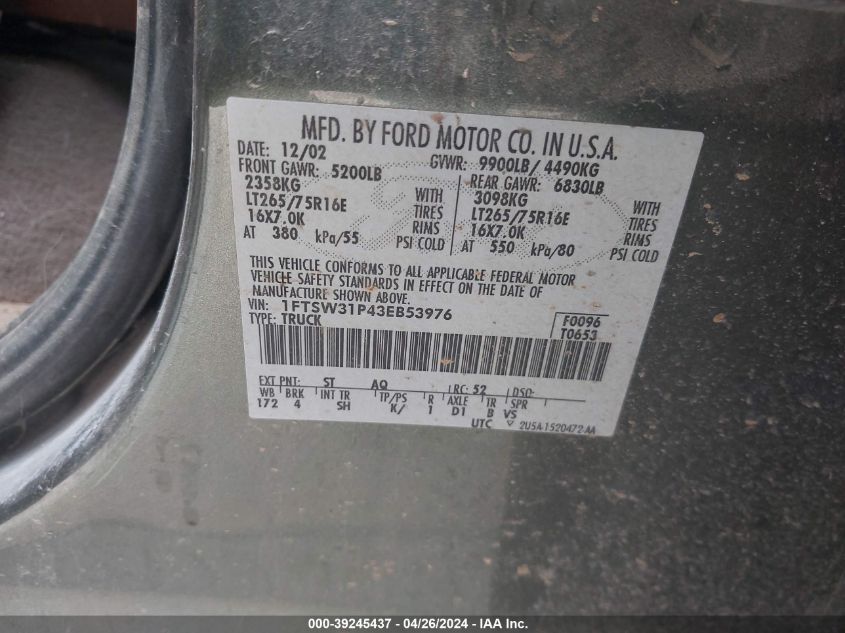 MFD. BY FORD MOTOR CO. IN U.S.A.
DATE: 12/02 GVWR: 9900LB/ 4490KG
FRONT GAWR: 5200LB REAR GAWR: 6830LB
2358KG WITH 3098KG WITH
LT265/75R16E TIRES LT265/75R16E TIRES
16X7.0K RIMS 16X7.0K RIMS
AT 380 kPa/55 PSI COLD AT 550 kPa/80 PSI COLD
THIS VEHICLE CONFORMS TO ALL APPLICABLE FEDERAL MOTOR
VEHICLE SAFETY STANDARDS IN EFFECT ON THE DATE OF
MANUFACTURE SHOWN ABOVE.
VIN: 1FTSW31P43EB53976 F0096
TYPE: TRUCK T0653
EXT PNT: ST AQ RC: 52 DSO:
WB BRK INT TR TP/PS R AXLE TR SPR
172 4 SH K/ 1 D1 B VS
UTC 2U5A-1520472-AA
000-39245437 - 04/26/2024 - IAA Inc.